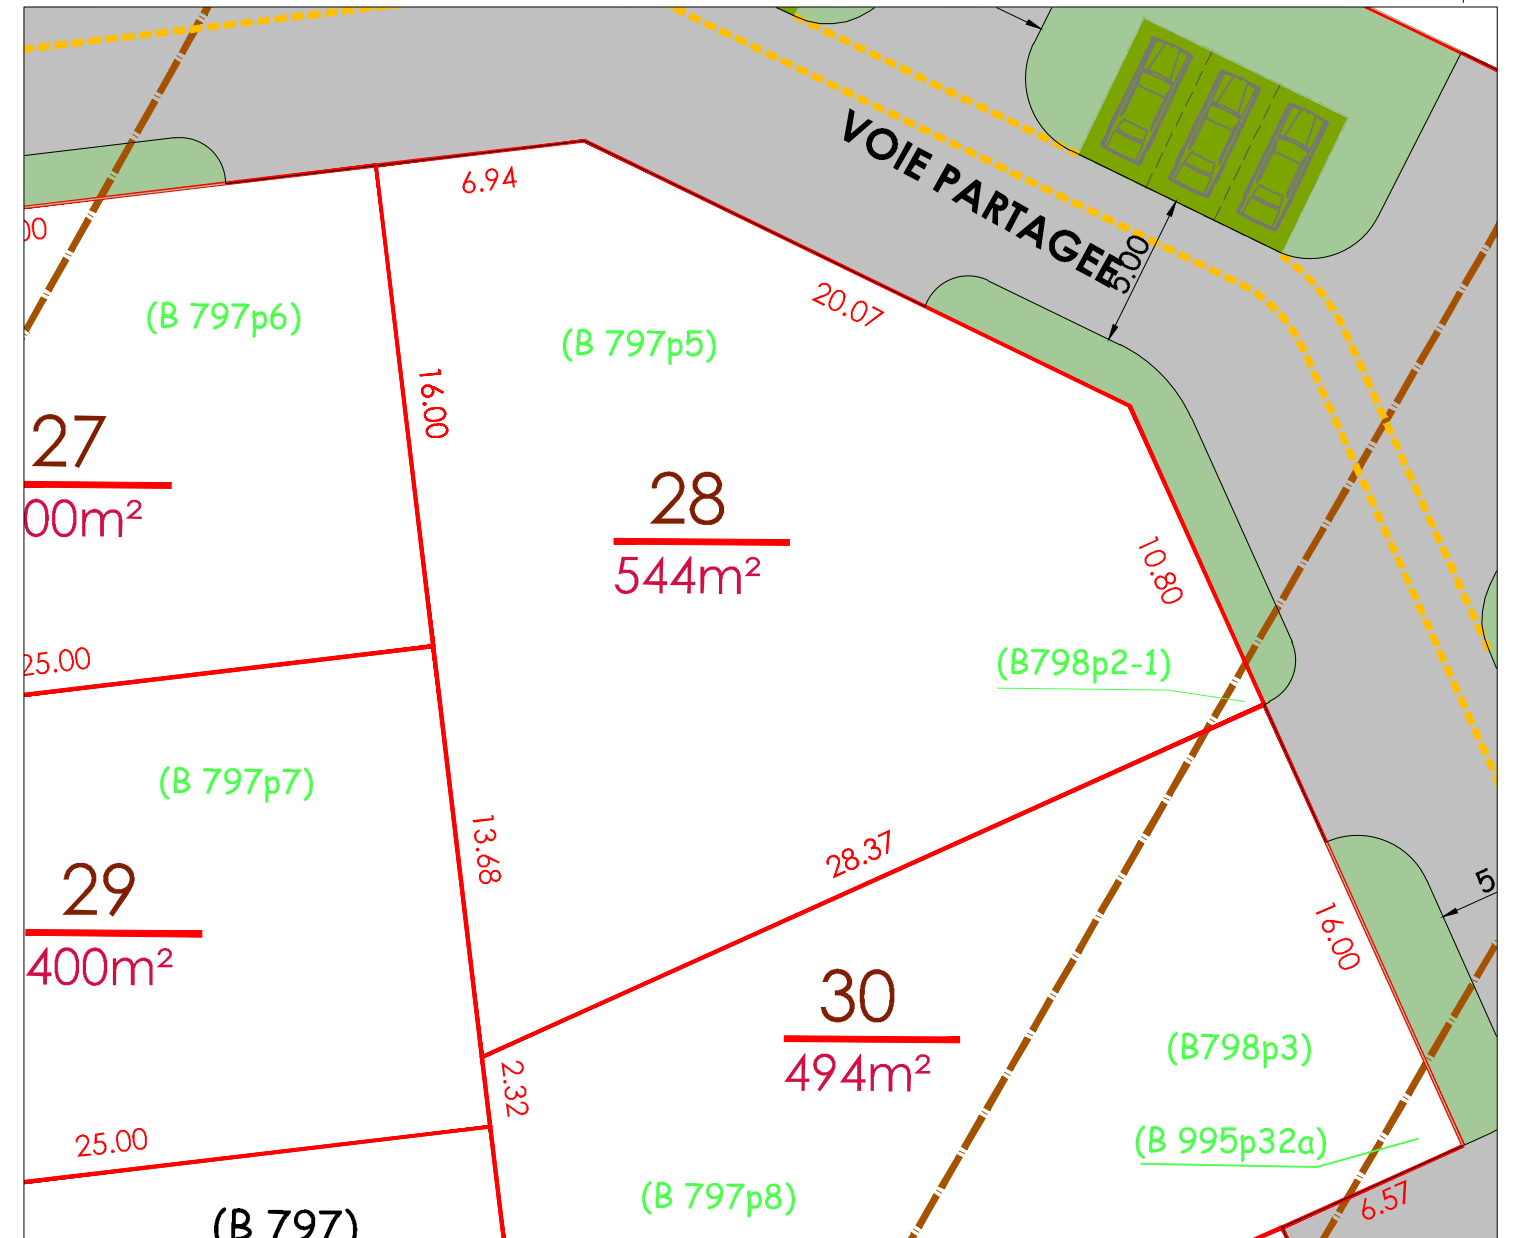 VOIE PARTAGEE
5.00
6.94
20.07
00
(B 797p6)
(B 797p5)
16.00
27
00m²
28
544m²
10.80
25.00
(B798p2-1)
(B 797p7)
13.68
28.37
29
400m²
5
16.00
30
494m²
(B798p3)
2.32
25.00
(B 995p32a)
(B 797p8)
6.57
(B 797)